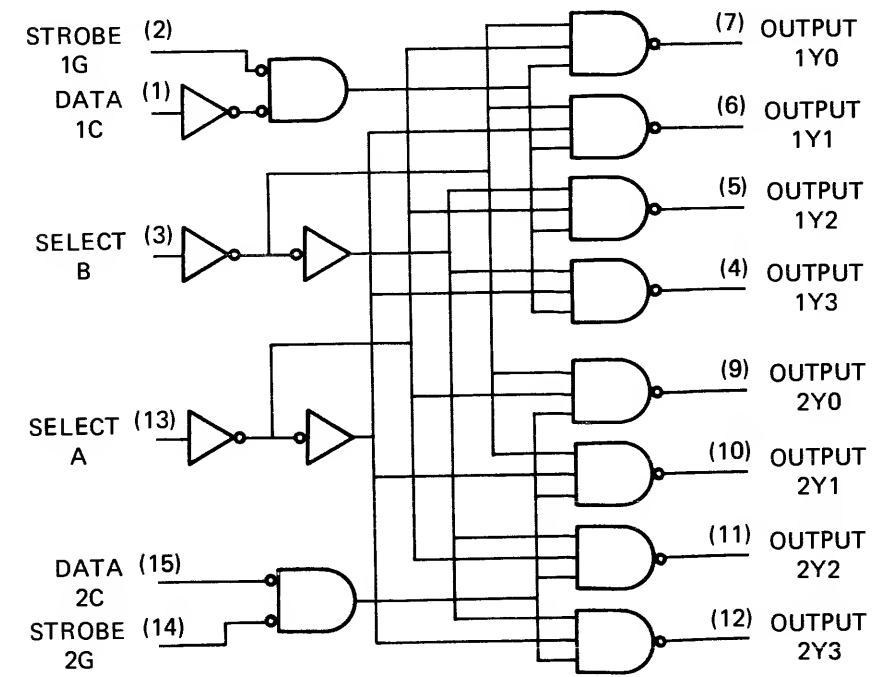 STROBE (2)
1G
DATA (1)
1C
SELECT (3)
B
SELECT (13)
A
DATA (15)
2C
STROBE (14)
2G
(7) OUTPUT
1Y0
(6) OUTPUT
1Y1
(5) OUTPUT
1Y2
(4) OUTPUT
1Y3
(9) OUTPUT
2Y0
(10) OUTPUT
2Y1
(11) OUTPUT
2Y2
(12) OUTPUT
2Y3